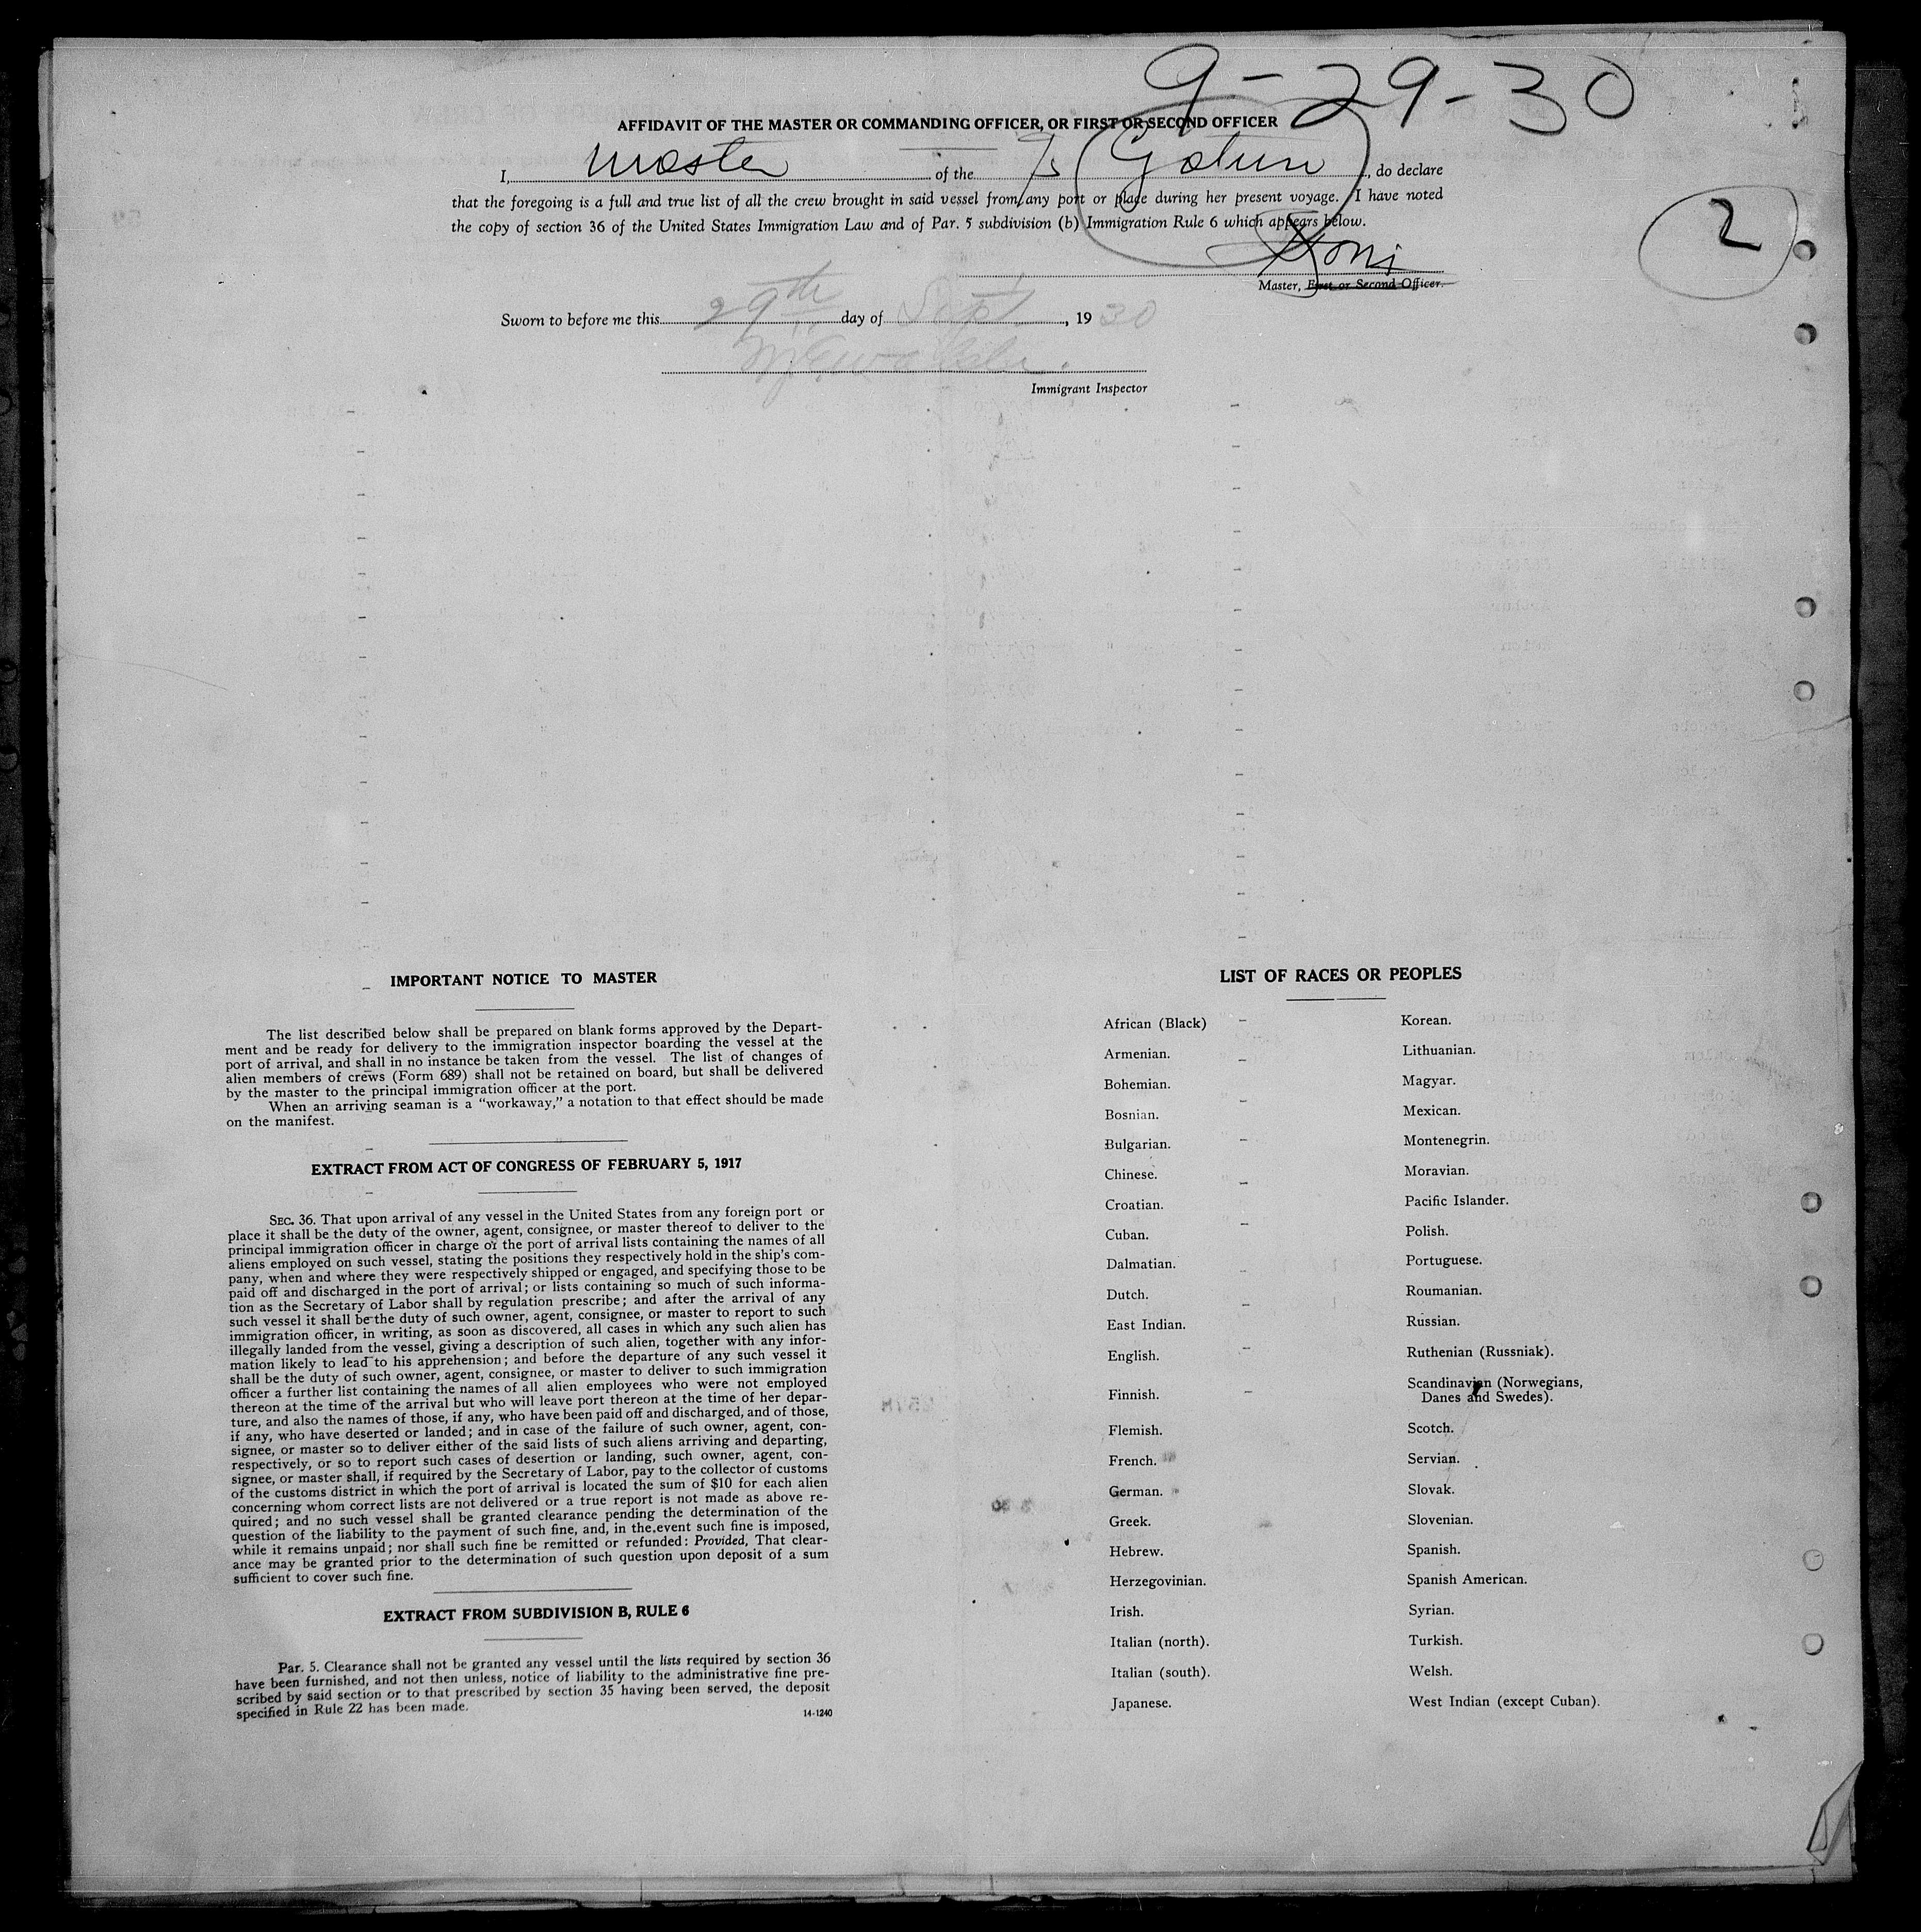 9-29-30
AFFIDAVIT OF THE MASTER OR COMMANDING OFFICER, OR FIRST OR SECOND OFFICER
I, Master of the Gatun, do declare
that the foregoing is a full and true list of all the crew brought in said vessel from any port or place during her present voyage. I have noted
the copy of section 36 of the United States Immigration Law and of Par. 5 subdivision (b) Immigration Rule 6 which appears below.
2
Master, First or Second Officer.
Sworn to before me this 29th day of Sept, 1930
Immigrant Inspector
IMPORTANT NOTICE TO MASTER
The list described below shall be prepared on blank forms approved by the Depart-
ment and be ready for delivery to the immigration inspector boarding the vessel at the
port of arrival, and shall in no instance be taken from the vessel. The list of changes of
alien members of crews (Form 689) shall not be retained on board, but shall be delivered
by the master to the principal immigration officer at the port.
When an arriving seaman is a "workaway," a notation to that effect should be made
on the manifest.
EXTRACT FROM ACT OF CONGRESS OF FEBRUARY 5, 1917
SEC. 36. That upon arrival of any vessel in the United States from any foreign port or
place it shall be the duty of the owner, agent, consignee, or master thereof to deliver to the
principal immigration officer in charge of the port of arrival lists containing the names of all
aliens employed on such vessel, stating the positions they respectively hold in the ship's com-
pany, when and where they were respectively shipped or engaged, and specifying those to be
paid off and discharged in the port of arrival; or lists containing so much of such informa-
tion as the Secretary of Labor shall by regulation prescribe; and after the arrival of any
such vessel it shall be the duty of such owner, agent, consignee, or master to report to such
immigration officer, in writing, as soon as discovered, all cases in which any such alien has
illegally landed from the vessel, giving a description of such alien, together with any infor-
mation likely to lead to his apprehension; and before the departure of any such vessel it
shall be the duty of such owner, agent, consignee, or master to deliver to such immigration
officer a further list containing the names of all alien employees who were not employed
thereon at the time of the arrival but who will leave port thereon at the time of her depar-
ture, and also the names of those, if any, who have been paid off and discharged, and of those,
if any, who have deserted or landed; and in case of the failure of such owner, agent, con-
signee, or master so to deliver either of the said lists of such aliens arriving and departing,
respectively, or so to report such cases of desertion or landing, such owner, agent, con-
signee, or master shall, if required by the Secretary of Labor, pay to the collector of customs
of the customs district in which the port of arrival is located the sum of $10 for each alien
concerning whom correct lists are not delivered or a true report is not made as above re-
quired; and no such vessel shall be granted clearance pending the determination of the
question of the liability to the payment of such fine, and, in the event such fine is imposed,
while it remains unpaid; nor shall such fine be remitted or refunded: Provided, That clear-
ance may be granted prior to the determination of such question upon deposit of a sum
sufficient to cover such fine.
EXTRACT FROM SUBDIVISION B, RULE 6
Par. 5. Clearance shall not be granted any vessel until the lists required by section 36
have been furnished, and not then unless, notice of liability to the administrative fine pre-
scribed by said section or to that prescribed by section 35 having been served, the deposit
specified in Rule 22 has been made.
14-1240
LIST OF RACES OR PEOPLES
African (Black)
Armenian.
Bohemian.
Bosnian.
Bulgarian.
Chinese.
Croatian.
Cuban.
Dalmatian.
Dutch.
East Indian.
English.
Finnish.
Flemish.
French.
German.
Greek.
Hebrew.
Herzegovinian.
Irish.
Italian (north).
Italian (south).
Japanese.
Korean.
Lithuanian.
Magyar.
Mexican.
Montenegrin.
Moravian.
Pacific Islander.
Polish.
Portuguese.
Roumanian.
Russian.
Ruthenian (Russniak).
Scandinavian (Norwegians,
Danes and Swedes).
Scotch.
Servian.
Slovak.
Slovenian.
Spanish.
Spanish American.
Syrian.
Turkish.
Welsh.
West Indian (except Cuban).